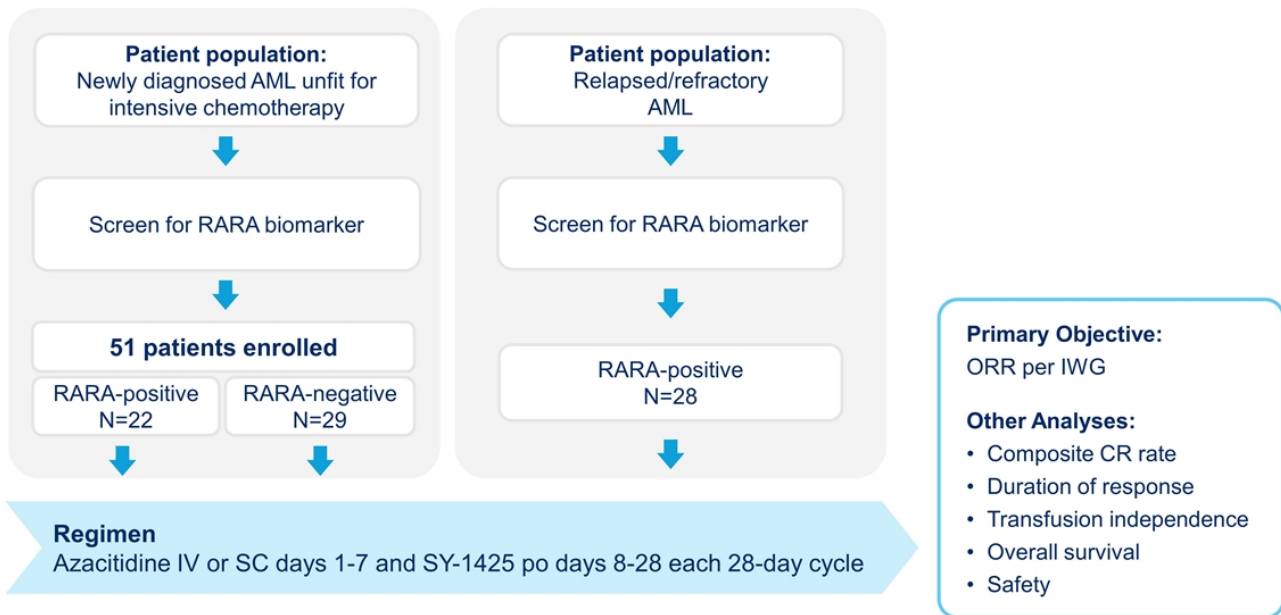 Patient population:
Newly diagnosed AML unfit for
intensive chemotherapy
Screen for RARA biomarker
51 patients enrolled
RARA-positive
N=22
RARA-negative
N=29
Patient population:
Relapsed/refractory
AML
Screen for RARA biomarker
RARA-positive
N=28
Regimen
Azacitidine IV or SC days 1-7 and SY-1425 po days 8-28 each 28-day cycle
Primary Objective:
ORR per IWG
Other Analyses:
• Composite CR rate
• Duration of response
• Transfusion independence
• Overall survival
• Safety